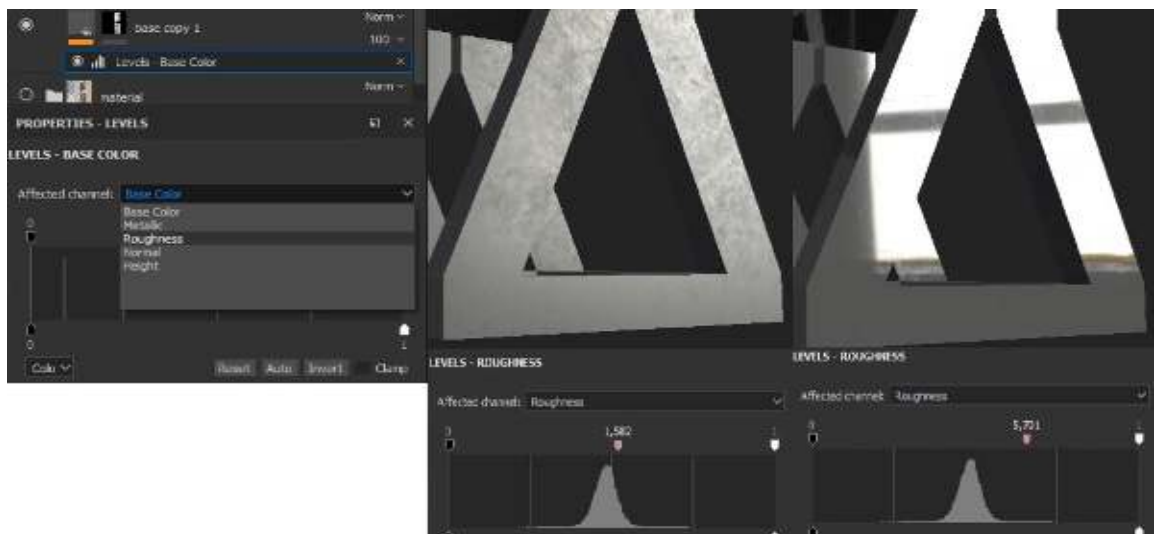 Norm
base copy 1
100
Levels - Base Color
Norm
material
PROPERTIES - LEVELS
LEVELS - BASE COLOR
Affected channel: Base Color
Base Color
Metallic
Roughness
Normal
Height
0
0
1
Colo
Reset Auto Invert Clamp
LEVELS - ROUGHNESS
Affected channel: Roughness
0
1,582
1
LEVELS - ROUGHNESS
Affected channel: Roughness
0
5,701
1